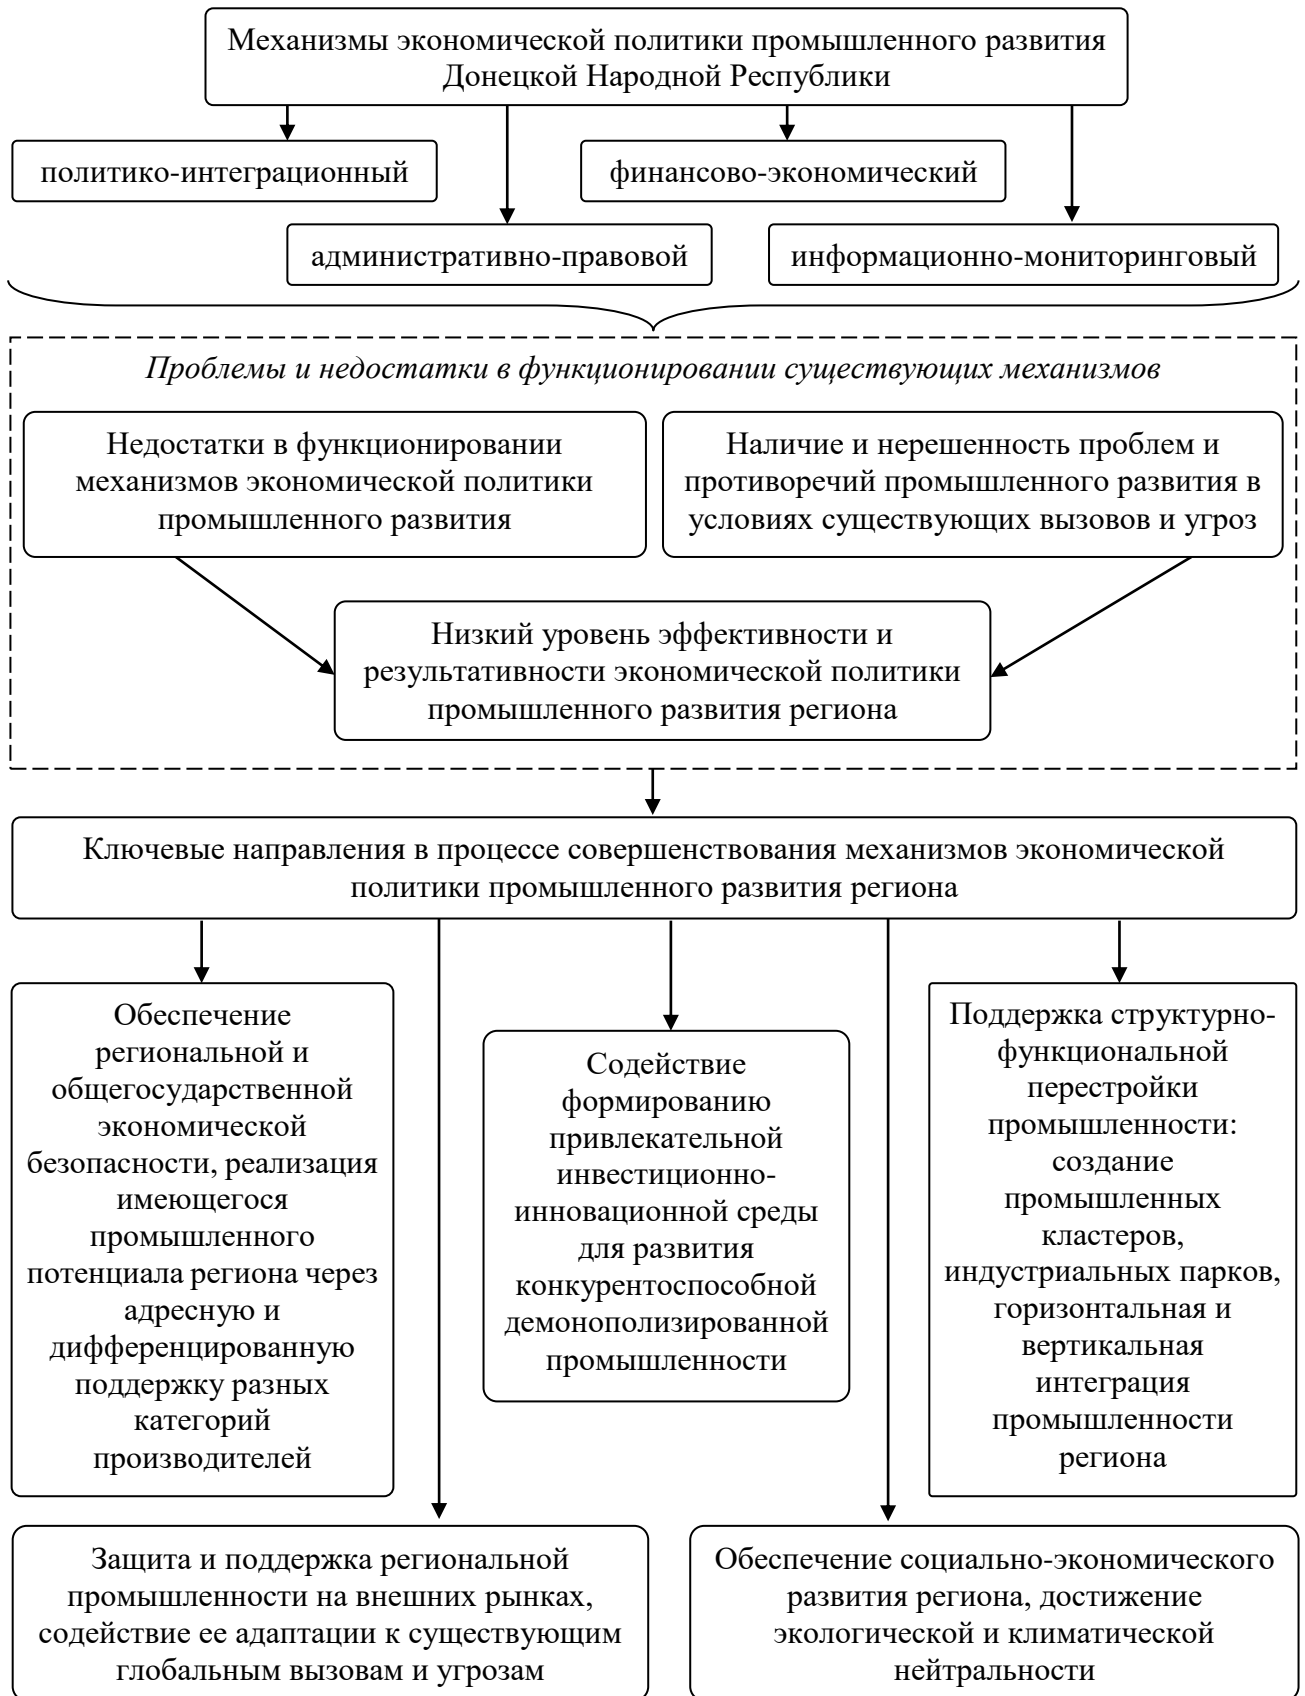 Механизмы экономической политики промышленного развития
Донецкой Народной Республики
политико-интеграционный
финансово-экономический
административно-правовой
информационно-мониторинговый
Проблемы и недостатки в функционировании существующих механизмов
Недостатки в функционировании
механизмов экономической политики
промышленного развития
Наличие и нерешенность проблем и
противоречий промышленного развития в
условиях существующих вызовов и угроз
Низкий уровень эффективности и
результативности экономической политики
промышленного развития региона
Ключевые направления в процессе совершенствования механизмов экономической
политики промышленного развития региона
Обеспечение
региональной и
общегосударственной
экономической
безопасности, реализация
имеющегося
промышленного
потенциала региона через
адресную и
дифференцированную
поддержку разных
категорий
производителей
Содействие
формированию
привлекательной
инвестиционно-
инновационной среды
для развития
конкурентоспособной
демонополизированной
промышленности
Поддержка структурно-
функциональной
перестройки
промышленности:
создание
промышленных
кластеров,
индустриальных парков,
горизонтальная и
вертикальная
интеграция
промышленности
региона
Защита и поддержка региональной
промышленности на внешних рынках,
содействие ее адаптации к существующим
глобальным вызовам и угрозам
Обеспечение социально-экономического
развития региона, достижение
экологической и климатической
нейтральности